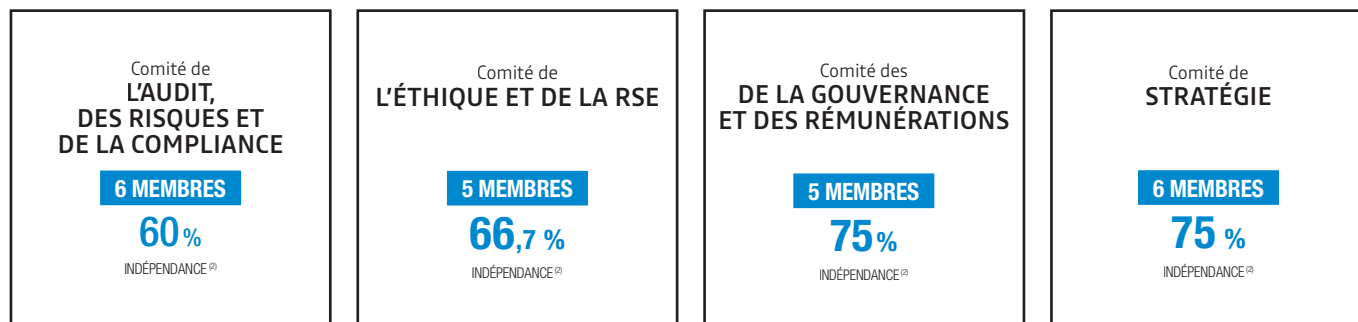 Comité de
L'AUDIT,
DES RISQUES ET
DE LA COMPLIANCE
6 MEMBRES
60 %
INDÉPENDANCE (2)
Comité de
L'ÉTHIQUE ET DE LA RSE
5 MEMBRES
66,7 %
INDÉPENDANCE (2)
Comité des
DE LA GOUVERNANCE
ET DES RÉMUNÉRATIONS
5 MEMBRES
75 %
INDÉPENDANCE (2)
Comité de
STRATÉGIE
6 MEMBRES
75 %
INDÉPENDANCE (2)